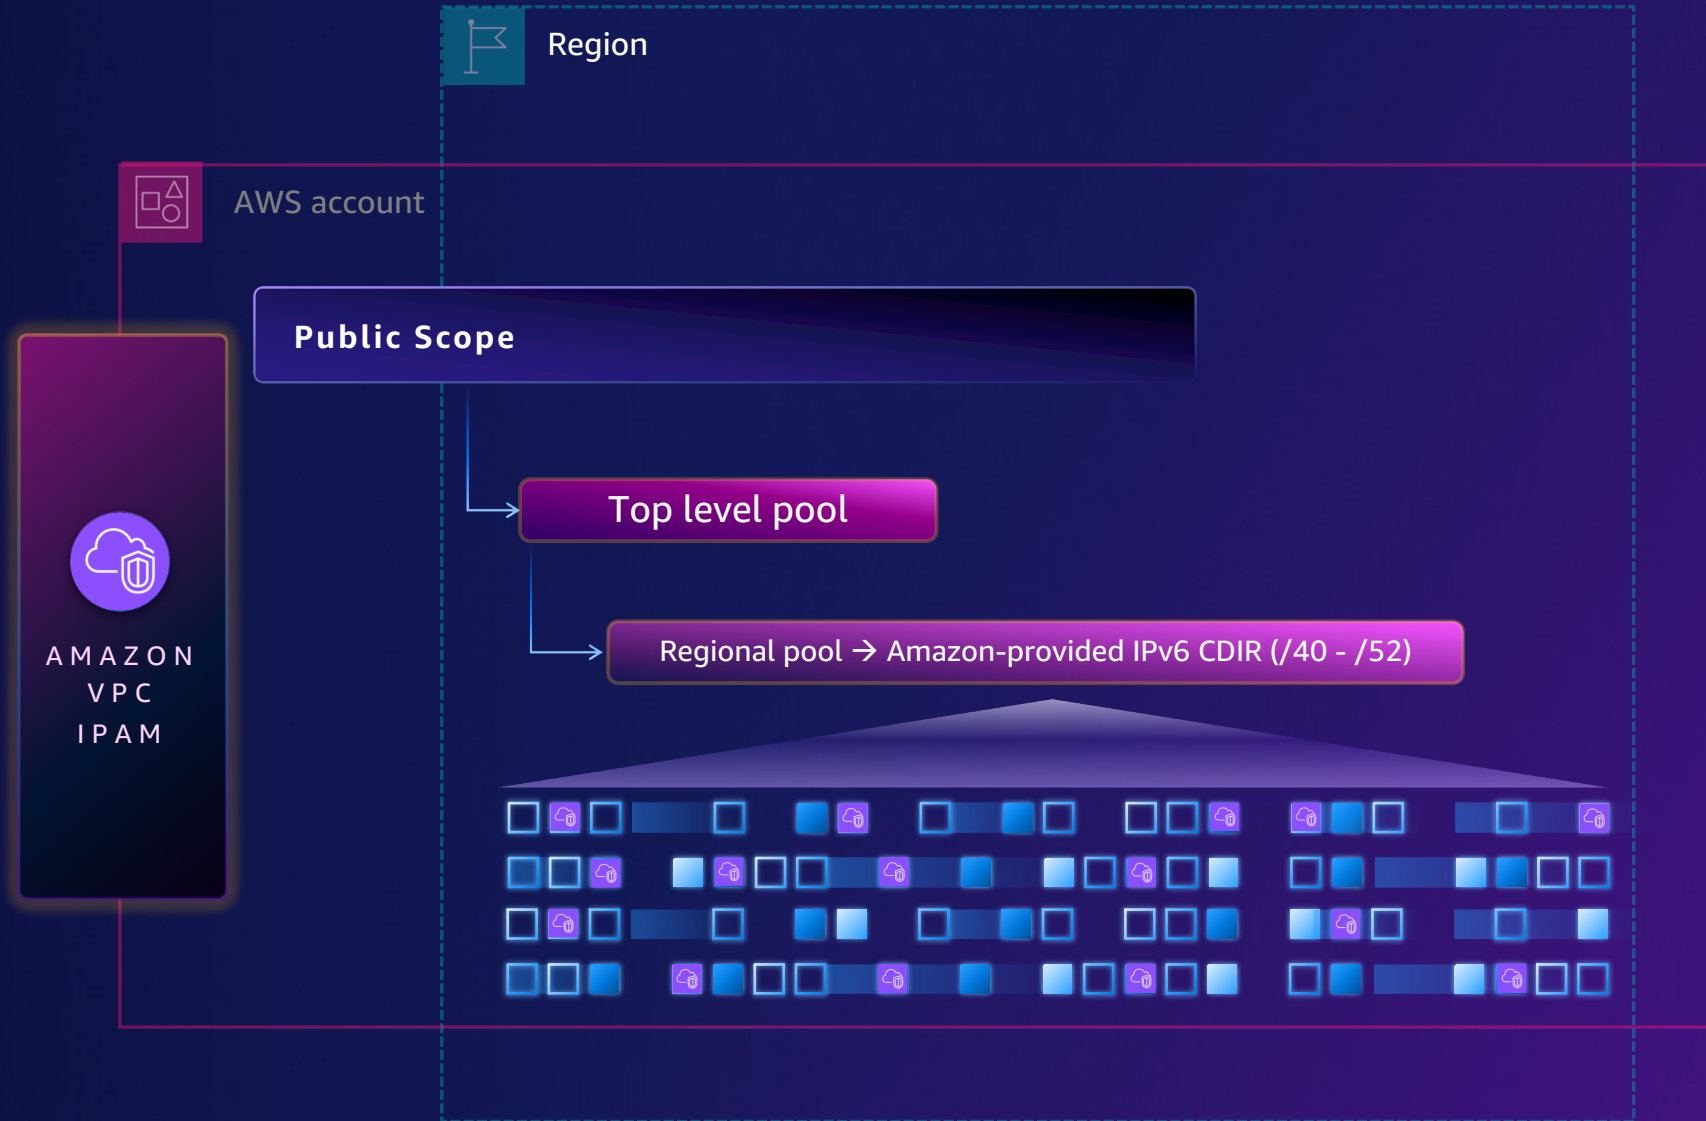 Region
AWS account
Public Scope
Top level pool
Regional pool → Amazon-provided IPv6 CDIR (/40 - /52)
AMAZON
VPC
IPAM